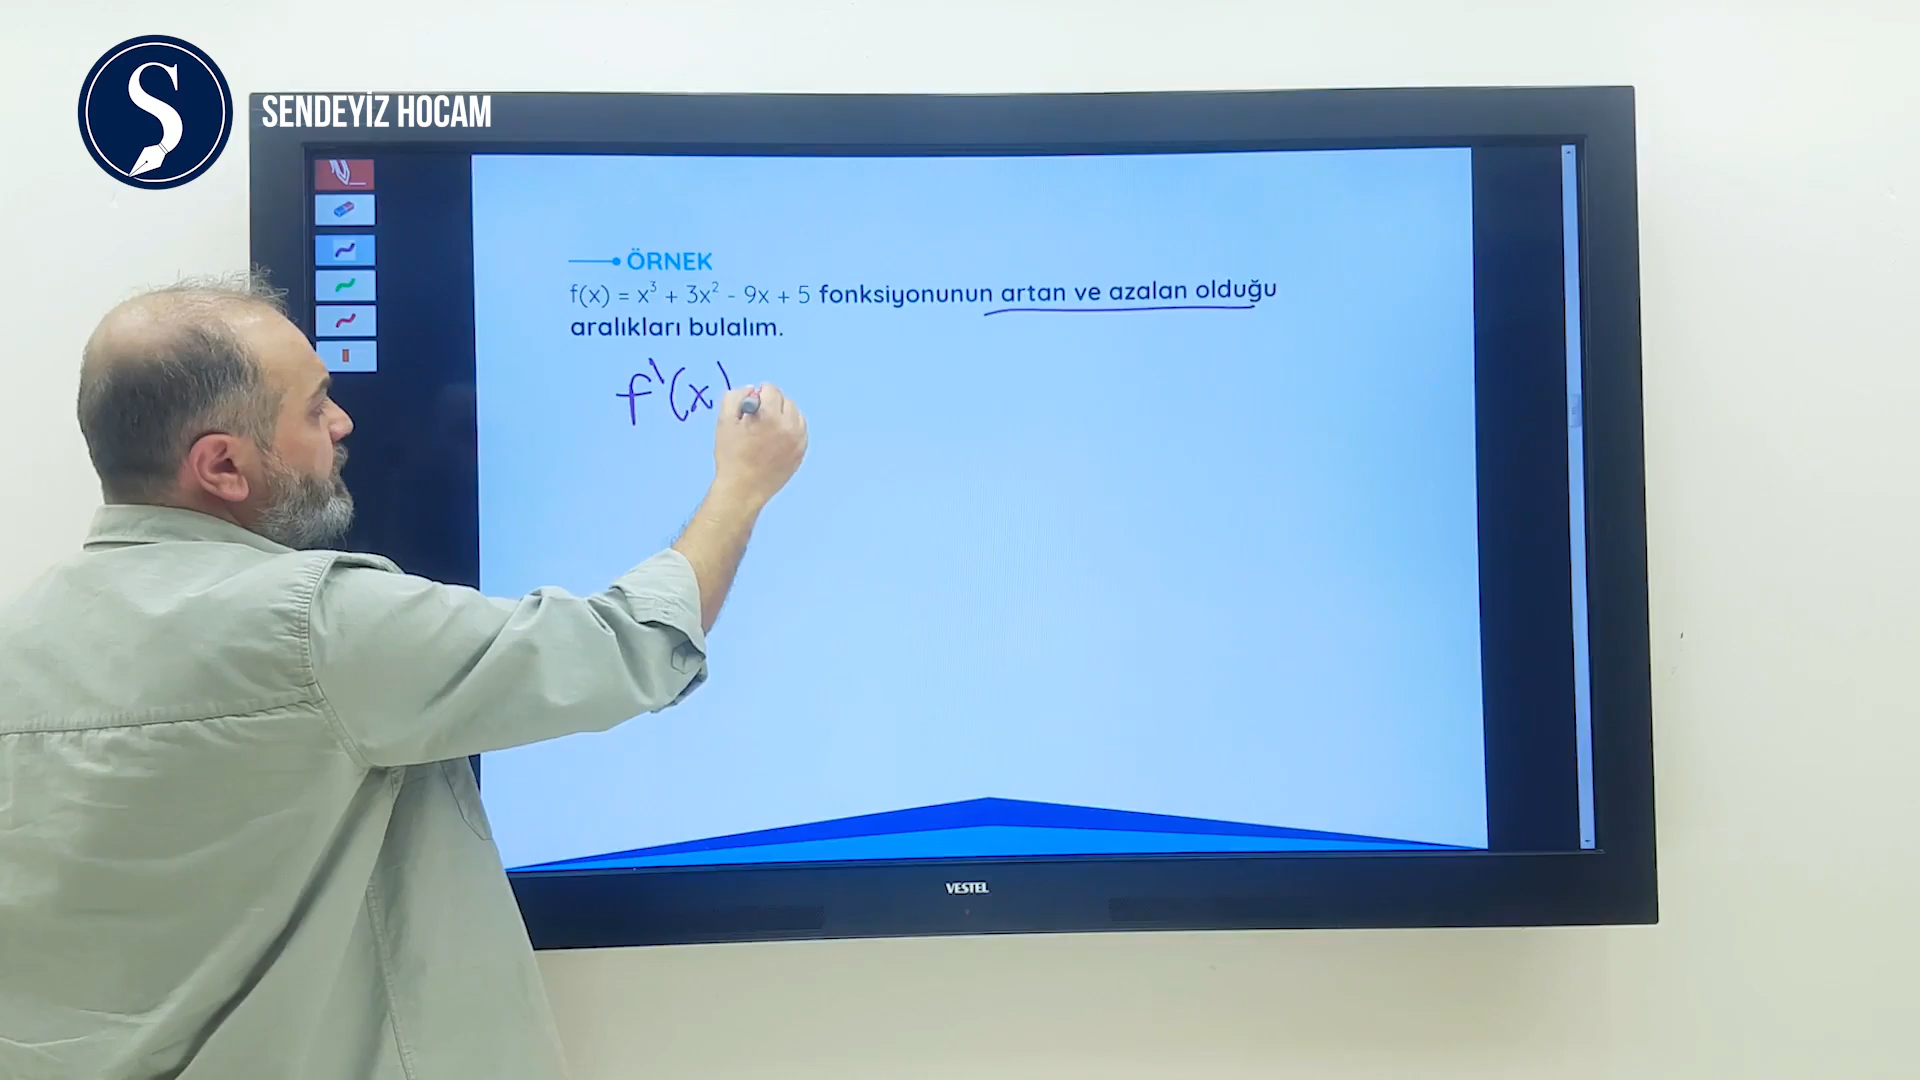 SENDEYİZ HOCAM
ÖRNEK
f(x) = x³ + 3x² - 9x + 5 fonksiyonunun artan ve azalan olduğu
aralıkları bulalım.
f'(x)
VESTEL